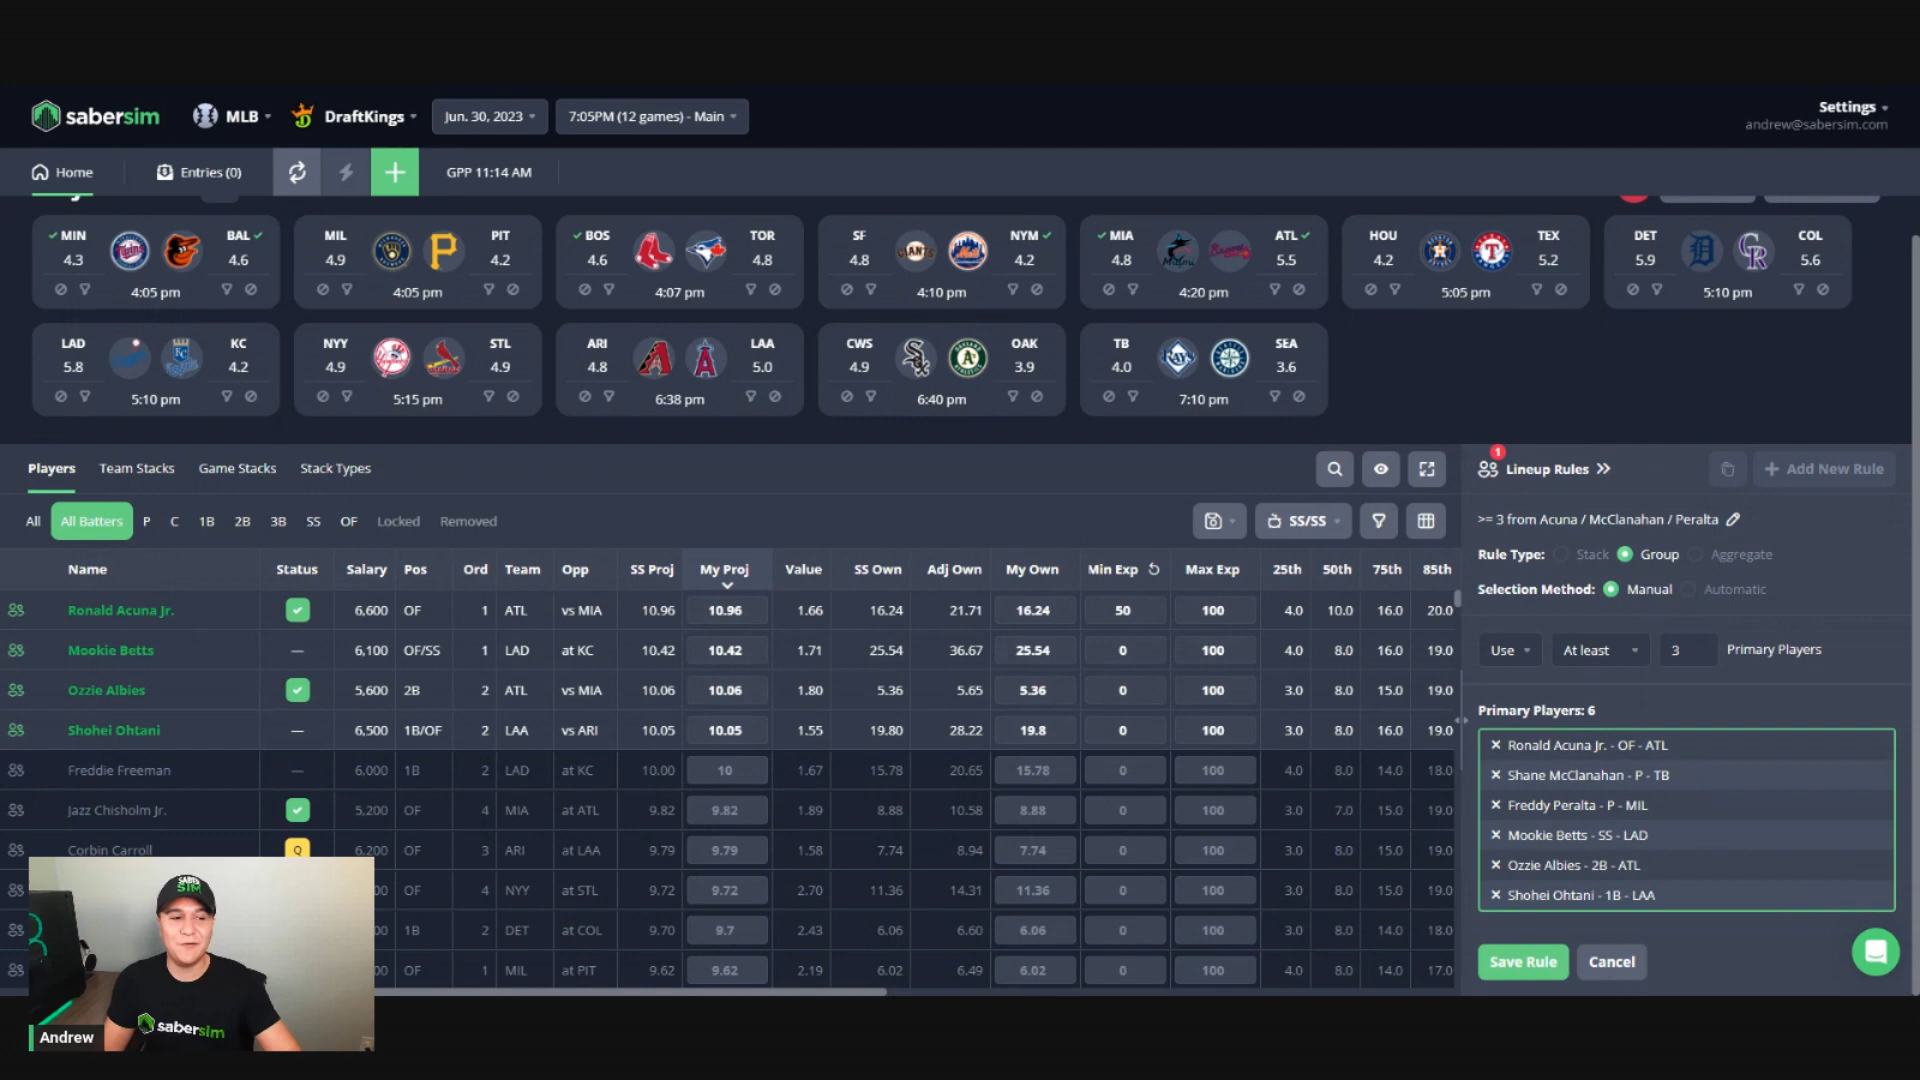 sabersim MLB DraftKings Jun. 30, 2023 7:05PM (12 games) - Main Settings
andrew@sabersim.com
Home Entries (0) GPP 11:14 AM
MIN BAL MIL PIT BOS TOR SF NYM MIA ATL HOU TEX DET COL
4.3 4.6 4.9 4.2 4.6 4.8 4.8 4.2 4.8 5.5 4.2 5.2 5.9 5.6
4:05 pm 4:05 pm 4:07 pm 4:10 pm 4:20 pm 5:05 pm 5:10 pm
LAD KC NYY STL ARI LAA CWS OAK TB SEA
5.8 4.2 4.9 4.9 4.8 5.0 4.9 3.9 4.0 3.6
5:10 pm 5:15 pm 6:38 pm 6:40 pm 7:10 pm
Players Team Stacks Game Stacks Stack Types
All All Batters P C 1B 2B 3B SS OF Locked Removed SS/SS
Name Status Salary Pos Ord Team Opp SS Proj My Proj Value SS Own Adj Own My Own Min Exp Max Exp 25th 50th 75th 85th
Ronald Acuna Jr. 6,600 OF 1 ATL vs MIA 10.96 10.96 1.66 16.24 21.71 16.24 50 100 4.0 10.0 16.0 20.0
Mookie Betts — 6,100 OF/SS 1 LAD at KC 10.42 10.42 1.71 25.54 36.67 25.54 0 100 4.0 8.0 16.0 19.0
Ozzie Albies 5,600 2B 2 ATL vs MIA 10.06 10.06 1.80 5.36 5.65 5.36 0 100 3.0 8.0 15.0 19.0
Shohei Ohtani — 6,500 1B/OF 2 LAA vs ARI 10.05 10.05 1.55 19.80 28.22 19.8 0 100 3.0 8.0 16.0 19.0
Freddie Freeman — 6,000 1B 2 LAD at KC 10.00 10 1.67 15.78 20.65 15.78 0 100 4.0 8.0 14.0 18.0
Jazz Chisholm Jr. 5,200 OF 4 MIA at ATL 9.82 9.82 1.89 8.88 10.58 8.88 0 100 3.0 7.0 15.0 19.0
Corbin Carroll Q 6,200 OF 3 ARI at LAA 9.79 9.79 1.58 7.74 8.94 7.74 0 100 3.0 8.0 15.0 19.0
00 OF 4 NYY at STL 9.72 9.72 2.70 11.36 14.31 11.36 0 100 3.0 8.0 15.0 19.0
00 1B 2 DET at COL 9.70 9.7 2.43 6.06 6.60 6.06 0 100 3.0 8.0 14.0 18.0
00 OF 1 MIL at PIT 9.62 9.62 2.19 6.02 6.49 6.02 0 100 4.0 8.0 14.0 17.0
1
Lineup Rules + Add New Rule
>= 3 from Acuna / McClanahan / Peralta
Rule Type: Stack Group Aggregate
Selection Method: Manual Automatic
Use At least 3 Primary Players
Primary Players: 6
× Ronald Acuna Jr. - OF - ATL
× Shane McClanahan - P - TB
× Freddy Peralta - P - MIL
× Mookie Betts - SS - LAD
× Ozzie Albies - 2B - ATL
× Shohei Ohtani - 1B - LAA
Save Rule Cancel
SABER
SIM
sabersim
Andrew